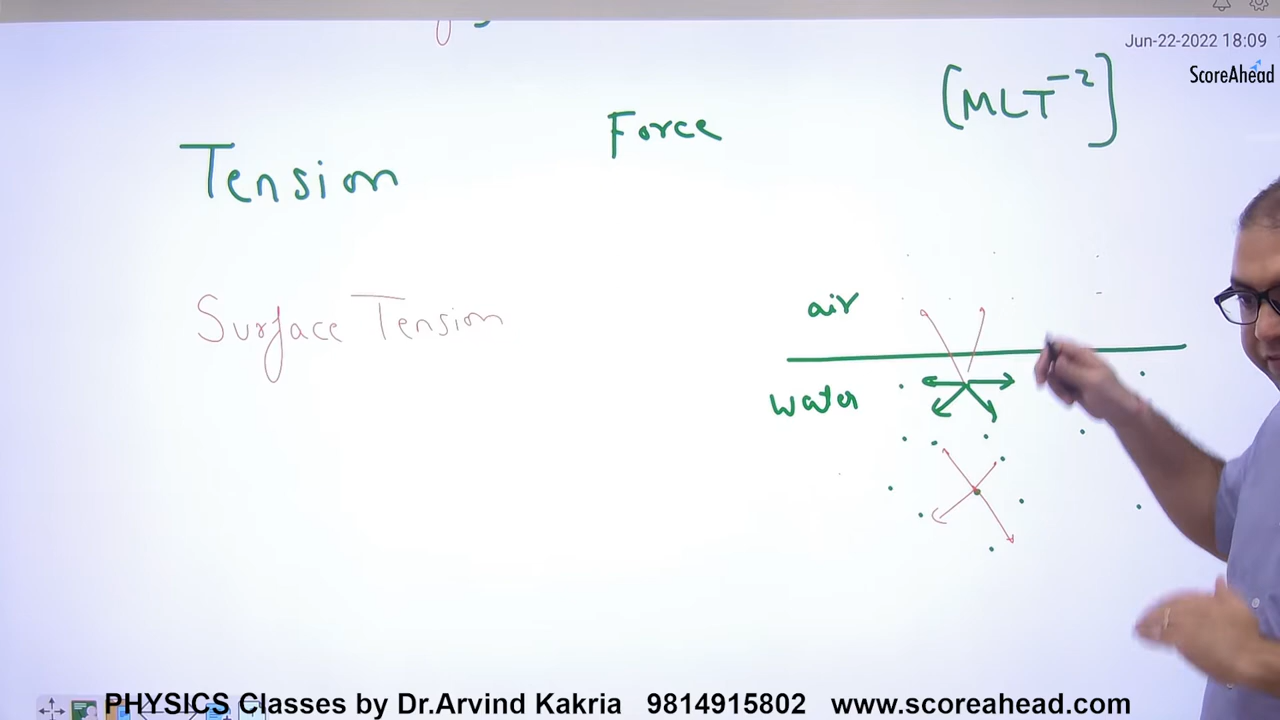 Jun-22-2022 18:09
ScoreAhead
[MLT⁻²]
Force
Tension
Surface Tension
air
water
PHYSICS Classes by Dr.Arvind Kakria 9814915802 www.scoreahead.com